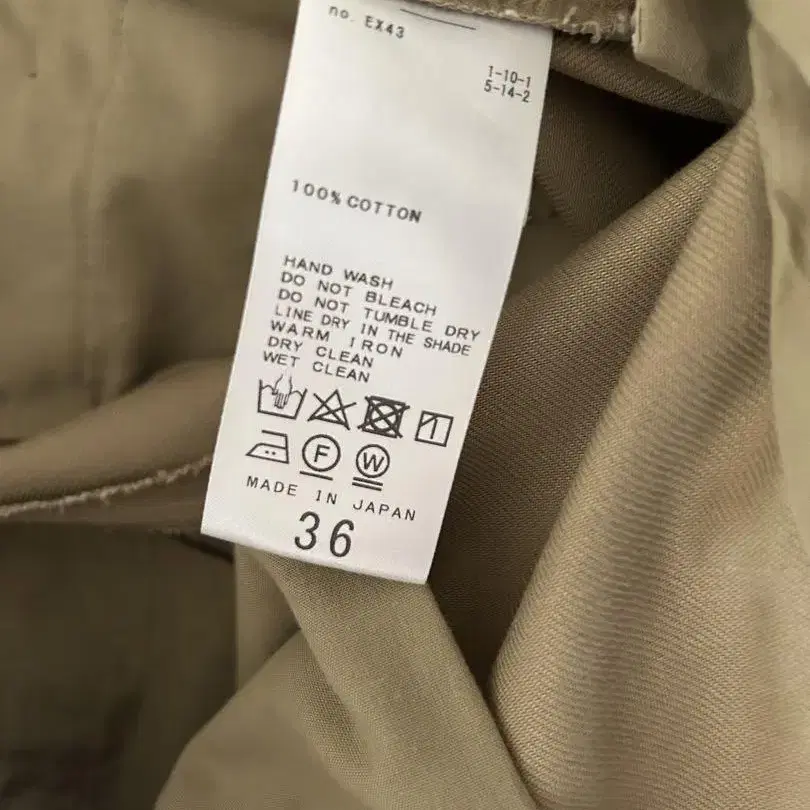 no. EX43
1-10-1
5-14-2
100% COTTON
HAND WASH
DO NOT BLEACH
DO NOT TUMBLE DRY
LINE DRY IN THE SHADE
WARM IRON
DRY CLEAN
WET CLEAN
F W
MADE IN JAPAN
36